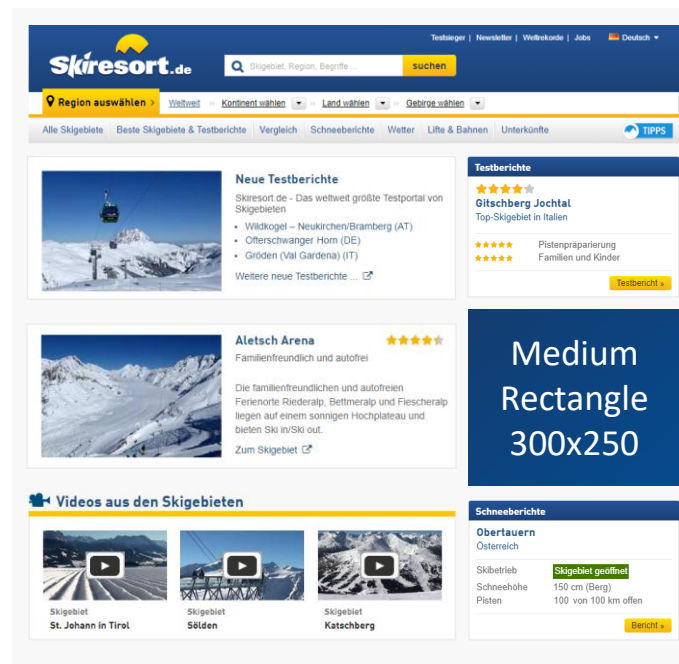 Testsieger | Newsletter | Weltrekorde | Jobs Deutsch
Skiresort.de
Skigebiet, Region, Begriffe ... suchen
Region auswählen > Weltweit » Kontinent wählen » Land wählen » Gebirge wählen
Alle Skigebiete Beste Skigebiete & Testberichte Vergleich Schneeberichte Wetter Lifte & Bahnen Unterkünfte TIPPS
Neue Testberichte
Skiresort.de - Das weltweit größte Testportal von
Skigebieten
• Wildkogel – Neukirchen/Bramberg (AT)
• Ofterschwanger Horn (DE)
• Gröden (Val Gardena) (IT)
Weitere neue Testberichte ...
Testberichte
Gitschberg Jochtal
Top-Skigebiet in Italien
Pistenpräparierung
Familien und Kinder
Testbericht »
Aletsch Arena
Familienfreundlich und autofrei
Die familienfreundlichen und autofreien
Ferienorte Riederalp, Bettmeralp und Fiescheralp
liegen auf einem sonnigen Hochplateau und
bieten Ski in/Ski out.
Zum Skigebiet
Medium
Rectangle
300x250
Videos aus den Skigebieten
Skigebiet
St. Johann in Tirol
Skigebiet
Sölden
Skigebiet
Katschberg
Schneeberichte
Obertauern
Österreich
Skibetrieb Skigebiet geöffnet
Schneehöhe 150 cm (Berg)
Pisten 100 von 100 km offen
Bericht »